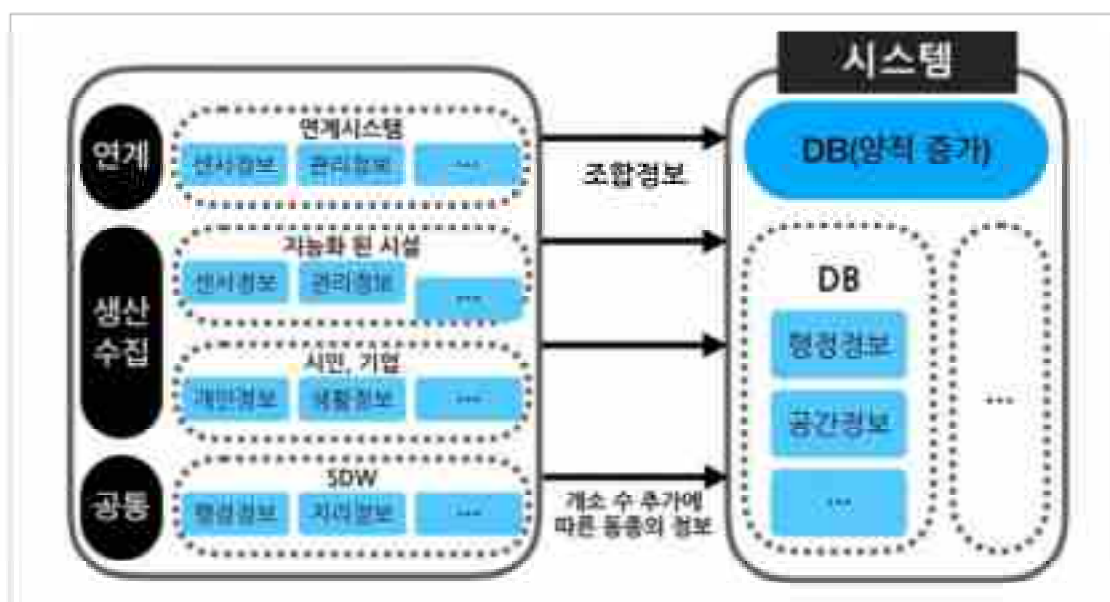 시스템
연계
연계시스템
센서정보 관리정보 ...
조합정보
DB(양적 증가)
생산
수집
지능화 된 시설
센서정보 관리정보 ...
시민, 기업
개인정보 생활정보 ...
DB
행정정보
공간정보
...
...
공통
SDW
행정정보 지리정보 ...
개소 수 추가에
따른 동종의 정보